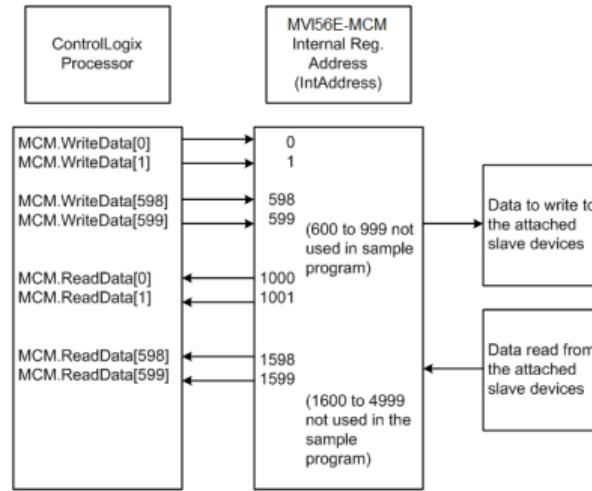 ControlLogix
Processor
MVI56E-MCM
Internal Reg.
Address
(IntAddress)
MCM.WriteData[0]
MCM.WriteData[1]
MCM.WriteData[598]
MCM.WriteData[599]
MCM.ReadData[0]
MCM.ReadData[1]
MCM.ReadData[598]
MCM.ReadData[599]
0
1
598
599
(600 to 999 not
used in sample
program)
1000
1001
1598
1599
(1600 to 4999
not used in the
sample
program)
Data to write to
the attached
slave devices
Data read from
the attached
slave devices